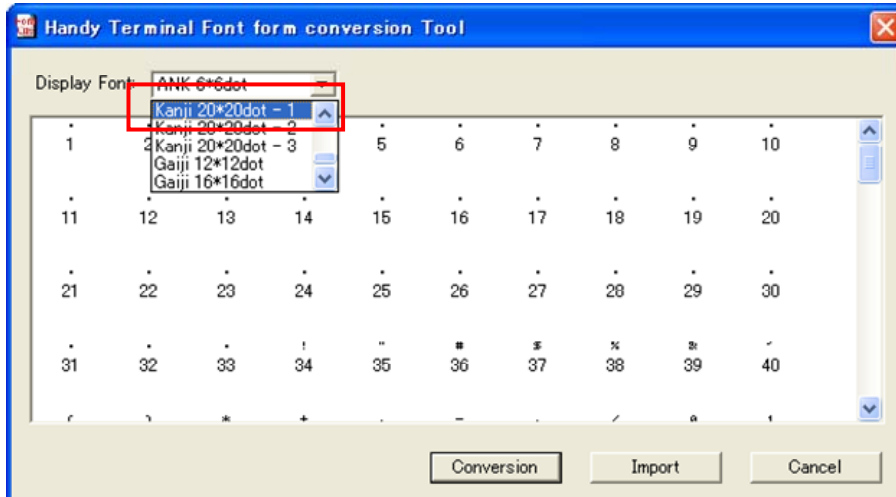 Handy Terminal Font form conversion Tool
Display Font: ANK 6*6dot
Kanji 20*20dot - 1
Kanji 20*20dot - 2
Kanji 20*20dot - 3
Gaiji 12*12dot
Gaiji 16*16dot
1 2 5 6 7 8 9 10
11 12 13 14 15 16 17 18 19 20
21 22 23 24 25 26 27 28 29 30
! " # $ % &
31 32 33 34 35 36 37 38 39 40
( ) * + , - . / 0 1
Conversion Import Cancel